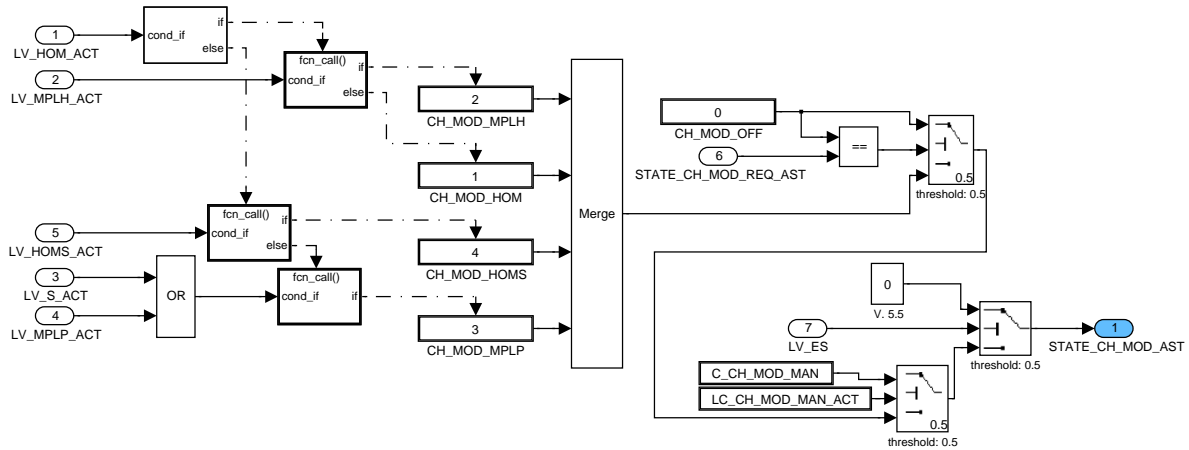 1
LV_HOM_ACT
cond_if
if
else
2
LV_MPLH_ACT
fcn_call()
cond_if
if
else
2
CH_MOD_MPLH
1
CH_MOD_HOM
5
LV_HOMS_ACT
fcn_call()
cond_if
if
else
4
CH_MOD_HOMS
3
LV_S_ACT
4
LV_MPLP_ACT
OR
fcn_call()
cond_if
if
3
CH_MOD_MPLP
Merge
0
CH_MOD_OFF
6
STATE_CH_MOD_REQ_AST
==
0.5
threshold: 0.5
0
V. 5.5
7
LV_ES
threshold: 0.5
1
STATE_CH_MOD_AST
C_CH_MOD_MAN
LC_CH_MOD_MAN_ACT
0.5
threshold: 0.5